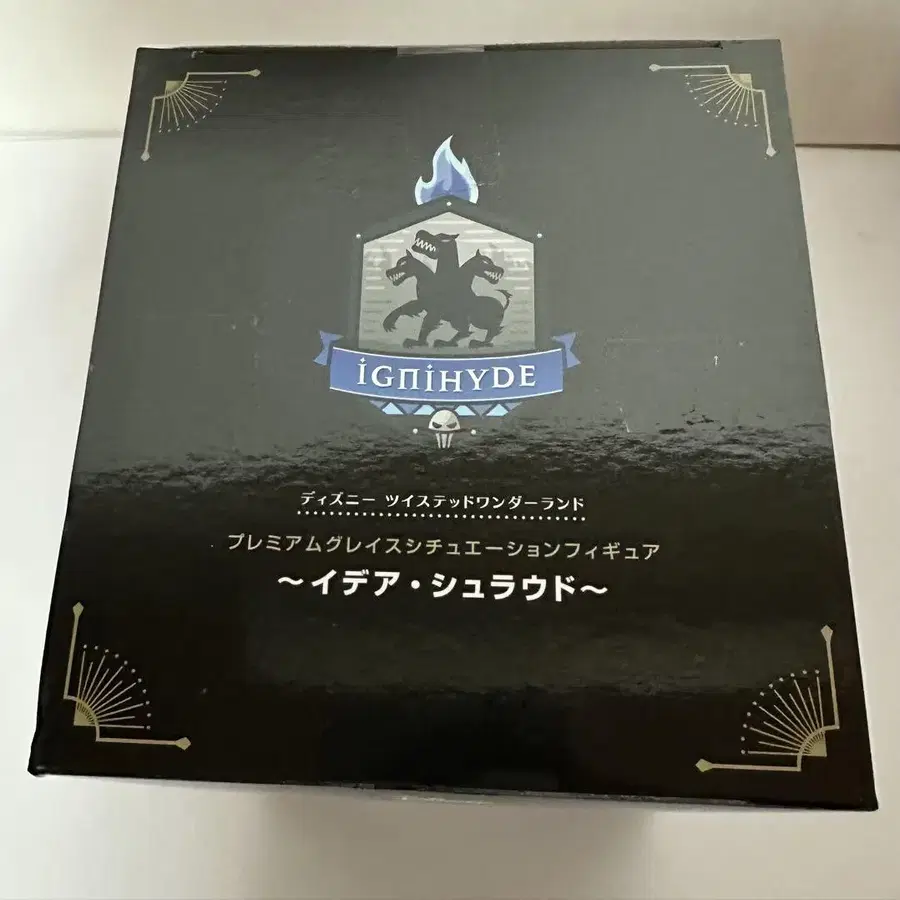 IGNIHYDE
ディズニー ツイステッドワンダーランド
プレミアムグレイスシチュエーションフィギュア
～イデア・シュラウド～